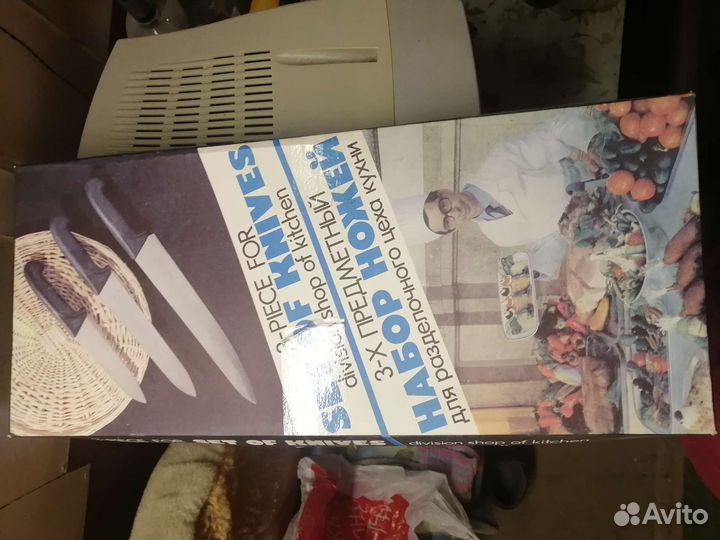 3-PIECE FOR
SET OF KNIVES
division shop of kitchen
3-Х ПРЕДМЕТНЫЙ
НАБОР НОЖЕЙ
для разделочного цеха кухни
SET OF KNIVES division shop of kitchen
Avito